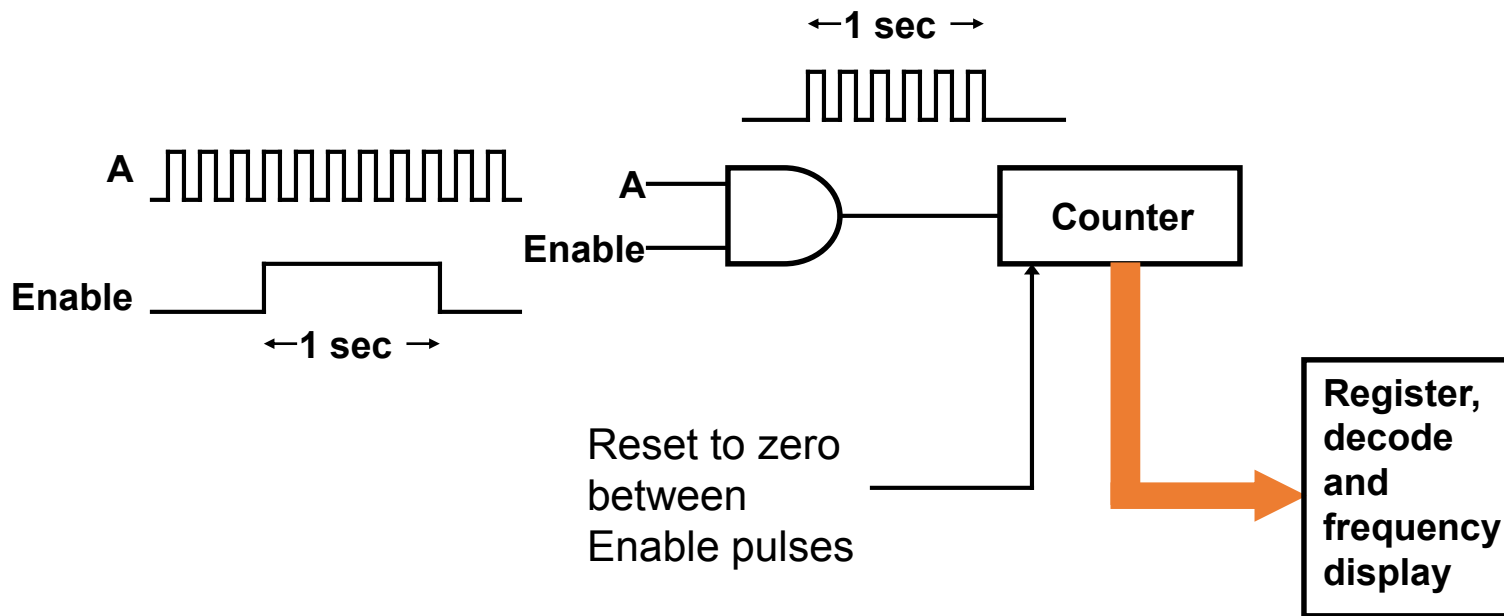 1 sec
A
Enable
1 sec
A
Enable
Counter
Reset to zero
between
Enable pulses
Register,
decode
and
frequency
display